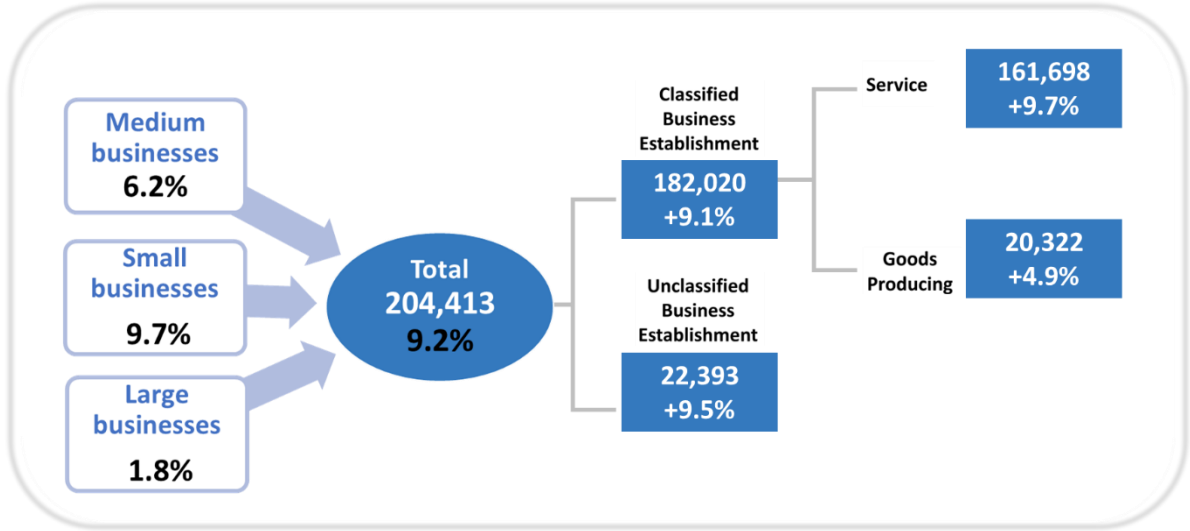 Medium
businesses
6.2%
Small
businesses
9.7%
Large
businesses
1.8%
Total
204,413
9.2%
Classified
Business
Establishment
182,020
+9.1%
Unclassified
Business
Establishment
22,393
+9.5%
Service
161,698
+9.7%
Goods
Producing
20,322
+4.9%